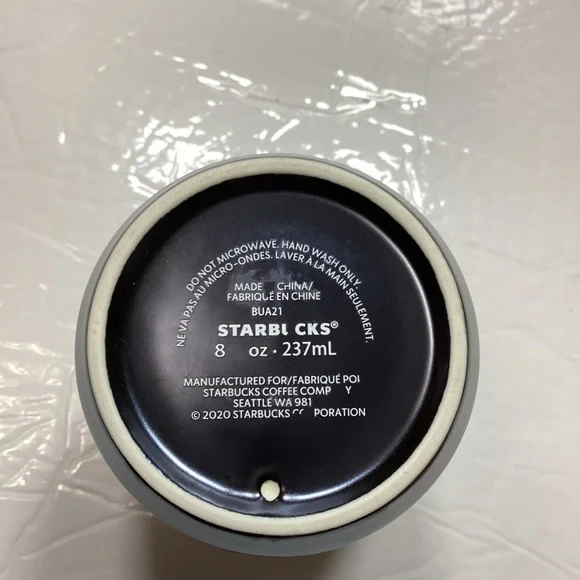 DO NOT MICROWAVE. HAND WASH ONLY.
NE VA PAS AU MICRO-ONDES. LAVER À LA MAIN SEULEMENT.
MADE CHINA/
FABRIQUÉ EN CHINE
BUA21
STARBU CKS®
8 oz • 237mL
MANUFACTURED FOR/FABRIQUÉ POI
STARBUCKS COFFEE COMP Y
SEATTLE WA 981
© 2020 STARBUCKS CO PORATION